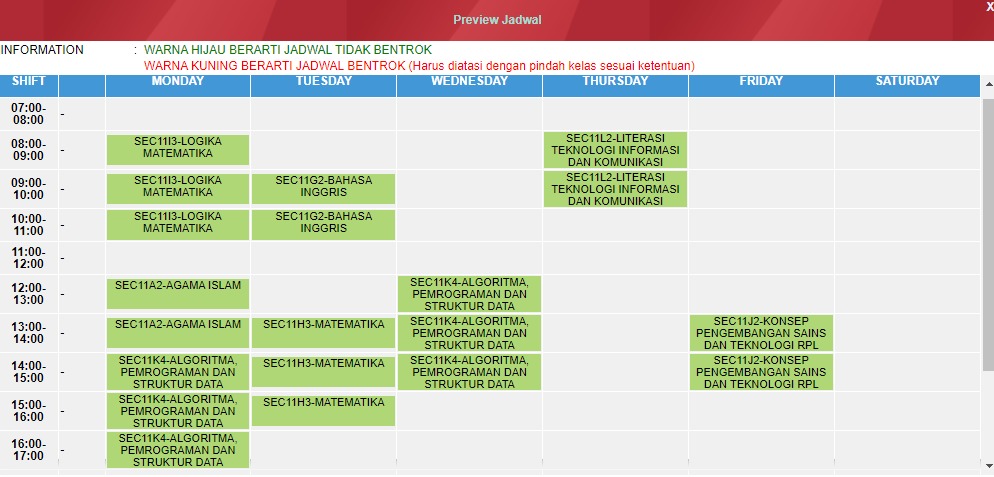 Preview Jadwal
X
INFORMATION : WARNA HIJAU BERARTI JADWAL TIDAK BENTROK
WARNA KUNING BERARTI JADWAL BENTROK (Harus diatasi dengan pindah kelas sesuai ketentuan)
SHIFT MONDAY TUESDAY WEDNESDAY THURSDAY FRIDAY SATURDAY
07:00-
08:00
-
08:00-
09:00
-
SEC11I3-LOGIKA
MATEMATIKA
SEC11L2-LITERASI
TEKNOLOGI INFORMASI
DAN KOMUNIKASI
09:00-
10:00
-
SEC11I3-LOGIKA
MATEMATIKA
SEC11G2-BAHASA
INGGRIS
SEC11L2-LITERASI
TEKNOLOGI INFORMASI
DAN KOMUNIKASI
10:00-
11:00
-
SEC11I3-LOGIKA
MATEMATIKA
SEC11G2-BAHASA
INGGRIS
11:00-
12:00
-
12:00-
13:00
-
SEC11A2-AGAMA ISLAM
SEC11K4-ALGORITMA,
PEMROGRAMAN DAN
STRUKTUR DATA
13:00-
14:00
-
SEC11A2-AGAMA ISLAM
SEC11H3-MATEMATIKA
SEC11K4-ALGORITMA,
PEMROGRAMAN DAN
STRUKTUR DATA
SEC11J2-KONSEP
PENGEMBANGAN SAINS
DAN TEKNOLOGI RPL
14:00-
15:00
-
SEC11K4-ALGORITMA,
PEMROGRAMAN DAN
STRUKTUR DATA
SEC11H3-MATEMATIKA
SEC11K4-ALGORITMA,
PEMROGRAMAN DAN
STRUKTUR DATA
SEC11J2-KONSEP
PENGEMBANGAN SAINS
DAN TEKNOLOGI RPL
15:00-
16:00
-
SEC11K4-ALGORITMA,
PEMROGRAMAN DAN
STRUKTUR DATA
SEC11H3-MATEMATIKA
16:00-
17:00
-
SEC11K4-ALGORITMA,
PEMROGRAMAN DAN
STRUKTUR DATA